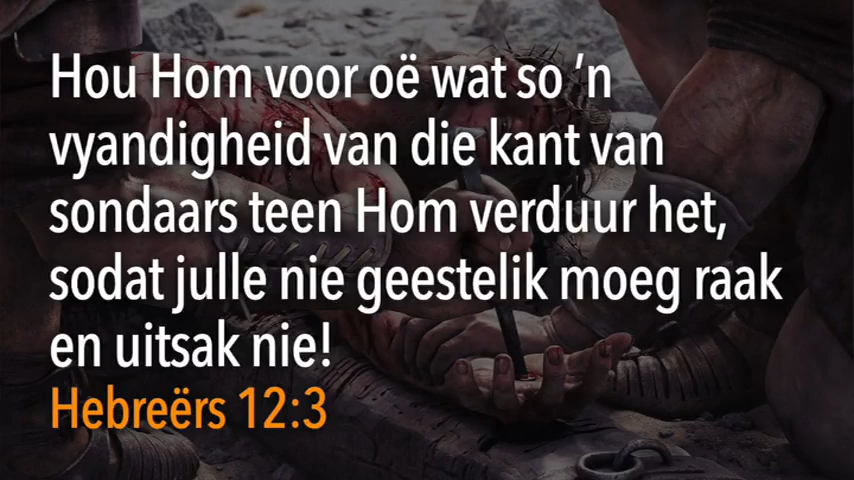 Hou Hom voor oë wat so ’n
vyandigheid van die kant van
sondaars teen Hom verduur het,
sodat julle nie geestelik moeg raak
en uitsak nie!
Hebreërs 12:3